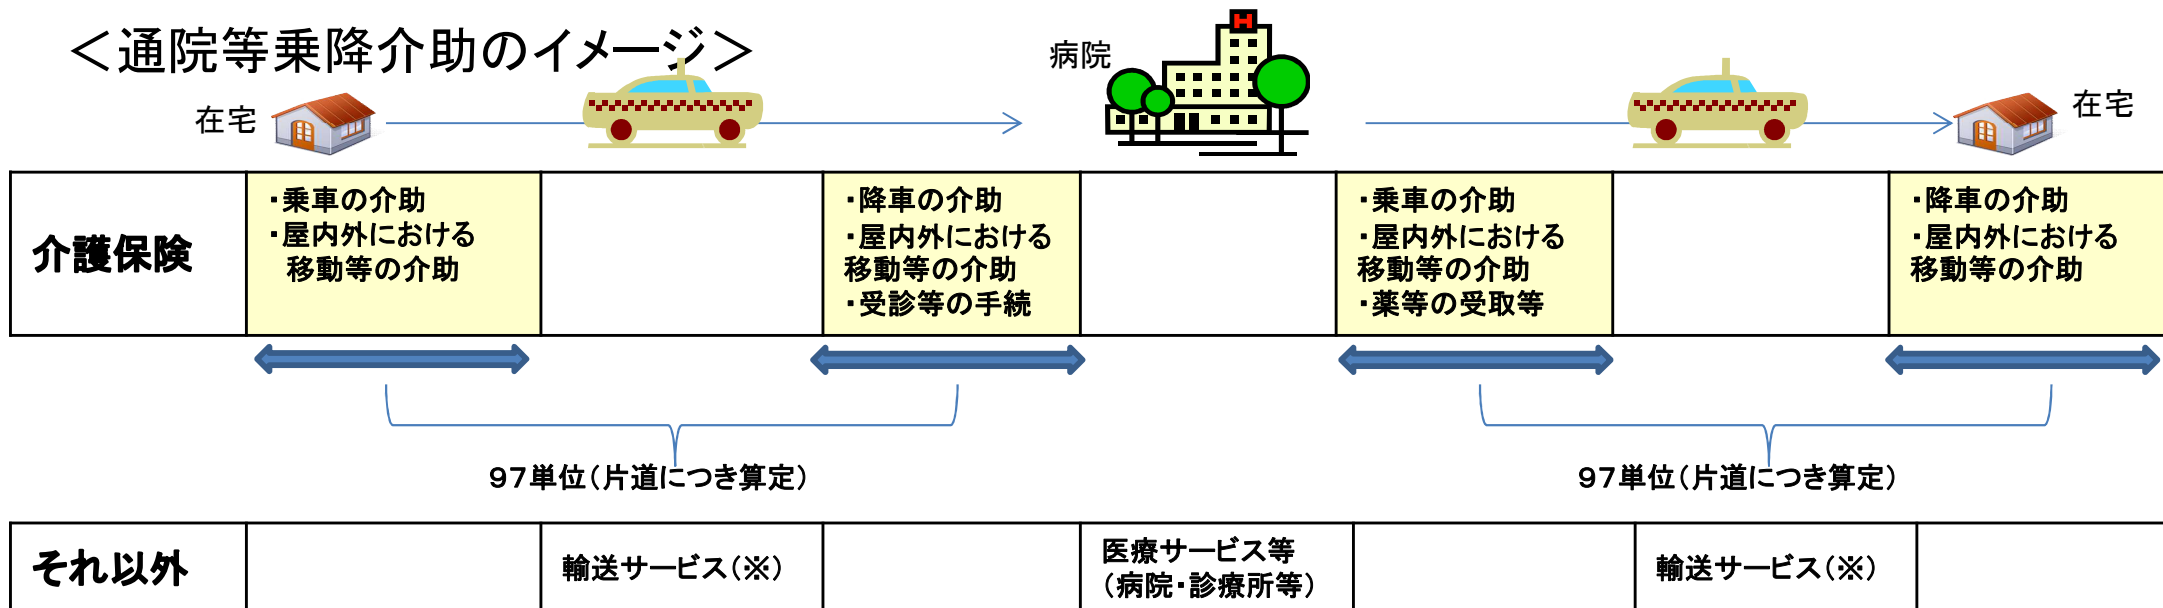 ＜通院等乗降介助のイメージ＞
病院
在宅
在宅
介護保険
・乗車の介助
・屋内外における
移動等の介助
・降車の介助
・屋内外における
移動等の介助
・受診等の手続
・乗車の介助
・屋内外における
移動等の介助
・薬等の受取等
・降車の介助
・屋内外における
移動等の介助
97単位（片道につき算定）
97単位（片道につき算定）
それ以外
輸送サービス（※）
医療サービス等
（病院・診療所等）
輸送サービス（※）
H